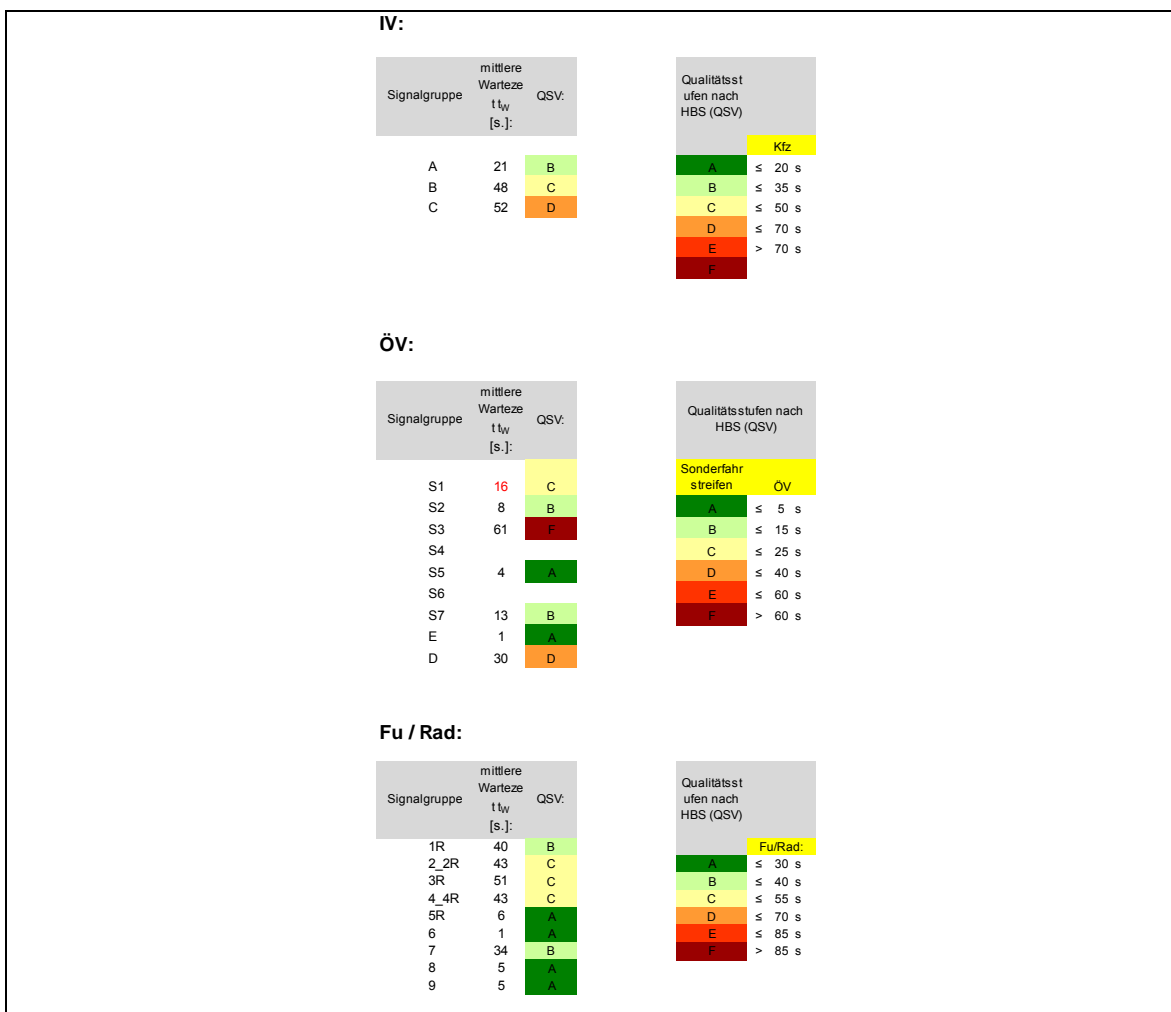 IV:
Signalgruppe mittlere Warteze t tW [s.]: QSV:
A 21 B
B 48 C
C 52 D
Qualitätsst ufen nach HBS (QSV)
Kfz
A ≤ 20 s
B ≤ 35 s
C ≤ 50 s
D ≤ 70 s
E > 70 s
F
ÖV:
Signalgruppe mittlere Warteze t tW [s.]: QSV:
S1 16 C
S2 8 B
S3 61 F
S4
S5 4 A
S6
S7 13 B
E 1 A
D 30 D
Qualitätsstufen nach HBS (QSV)
Sonderfahr streifen ÖV
A ≤ 5 s
B ≤ 15 s
C ≤ 25 s
D ≤ 40 s
E ≤ 60 s
F > 60 s
Fu / Rad:
Signalgruppe mittlere Warteze t tW [s.]: QSV:
1R 40 B
2_2R 43 C
3R 51 C
4_4R 43 C
5R 6 A
6 1 A
7 34 B
8 5 A
9 5 A
Qualitätsst ufen nach HBS (QSV)
Fu/Rad:
A ≤ 30 s
B ≤ 40 s
C ≤ 55 s
D ≤ 70 s
E ≤ 85 s
F > 85 s